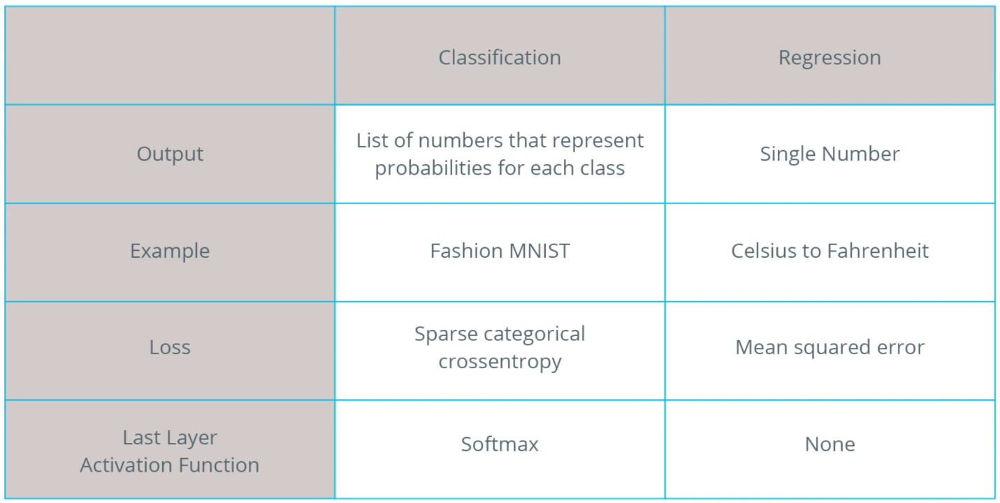 Classification
Regression
Output
List of numbers that represent
probabilities for each class
Single Number
Example
Fashion MNIST
Celsius to Fahrenheit
Loss
Sparse categorical
crossentropy
Mean squared error
Last Layer
Activation Function
Softmax
None